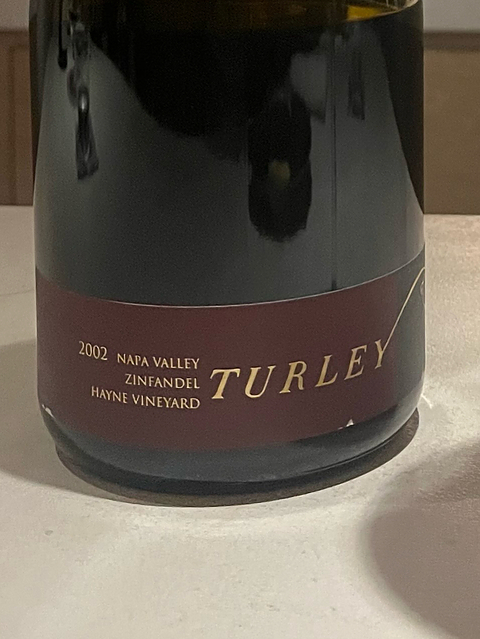 2002 NAPA VALLEY
ZINFANDEL
HAYNE VINEYARD
TURLEY